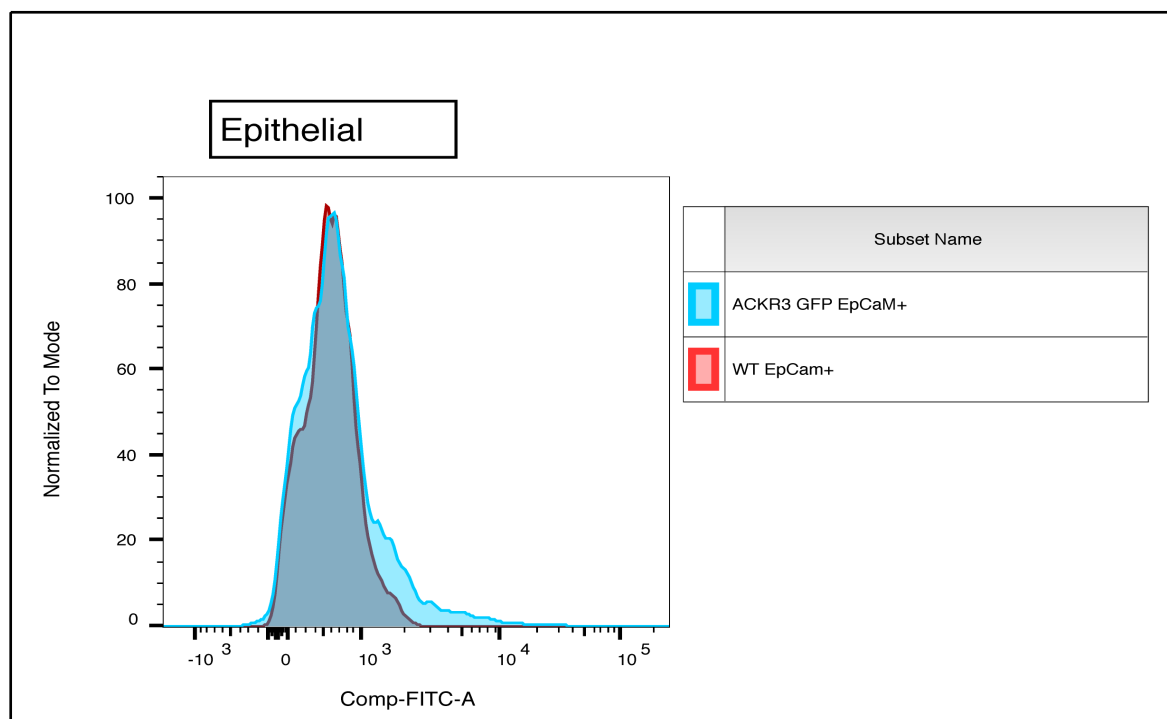 Epithelial
Normalized To Mode
100
80
60
40
20
0
-10 3
0
10 3
10 4
10 5
Comp-FITC-A
Subset Name
ACKR3 GFP EpCaM+
WT EpCam+